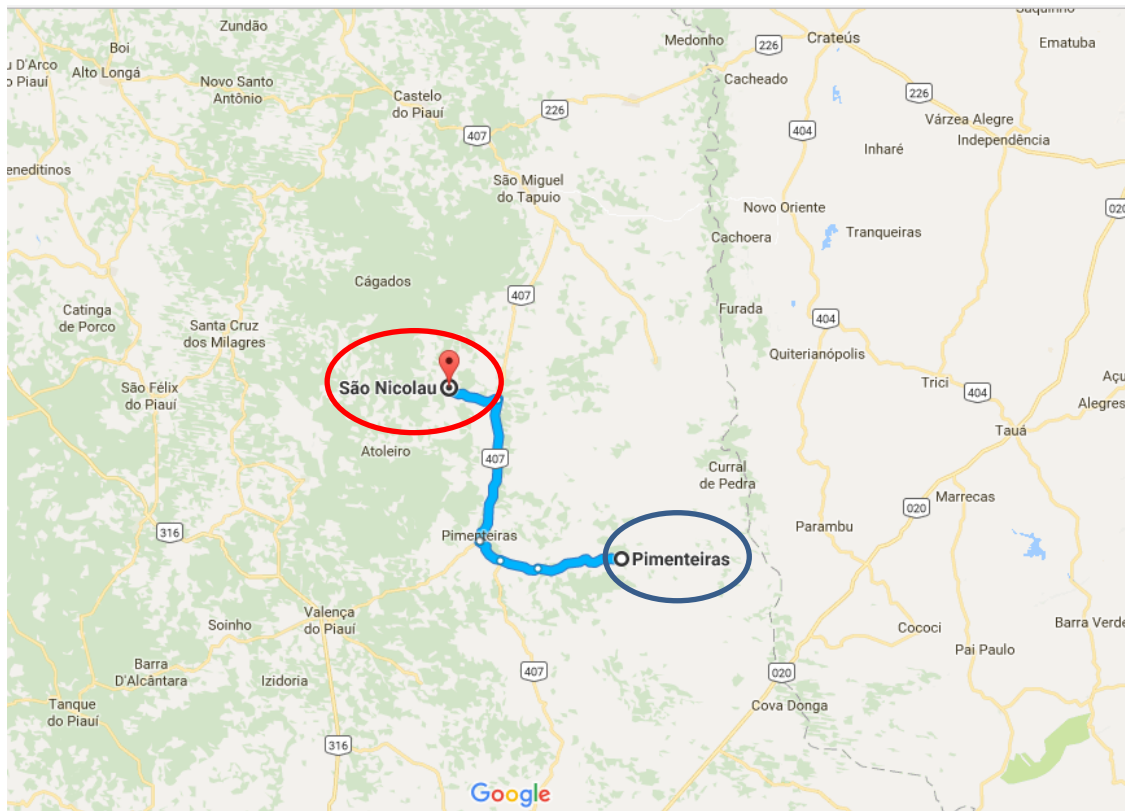 Zundão
Saquinho
Boi
Medonho
226
Crateús
Ematuba
u D'Arco
Piauí
Alto Longá
Novo Santo
Antônio
Castelo
do Piauí
Cacheado
226
226
Várzea Alegre
407
404
Independência
Inharé
eneditinos
São Miguel
do Tapuio
Novo Oriente
020
Cachoera
Tranqueiras
Cágados
407
Furada
Catinga
de Porco
Santa Cruz
dos Milagres
404
Quiterianópolis
São Félix
do Piauí
São Nicolau
Trici
404
Açu
Alegres
Tauá
Atoleiro
407
Curral
de Pedra
Marrecas
020
316
Pimenteiras
Parambu
Pimenteiras
Valença
do Piauí
Soinho
Cococi
Barra Verde
Pai Paulo
Barra
D'Alcântara
Izidoria
407
020
Tanque
do Piauí
Cova Donga
316
Google